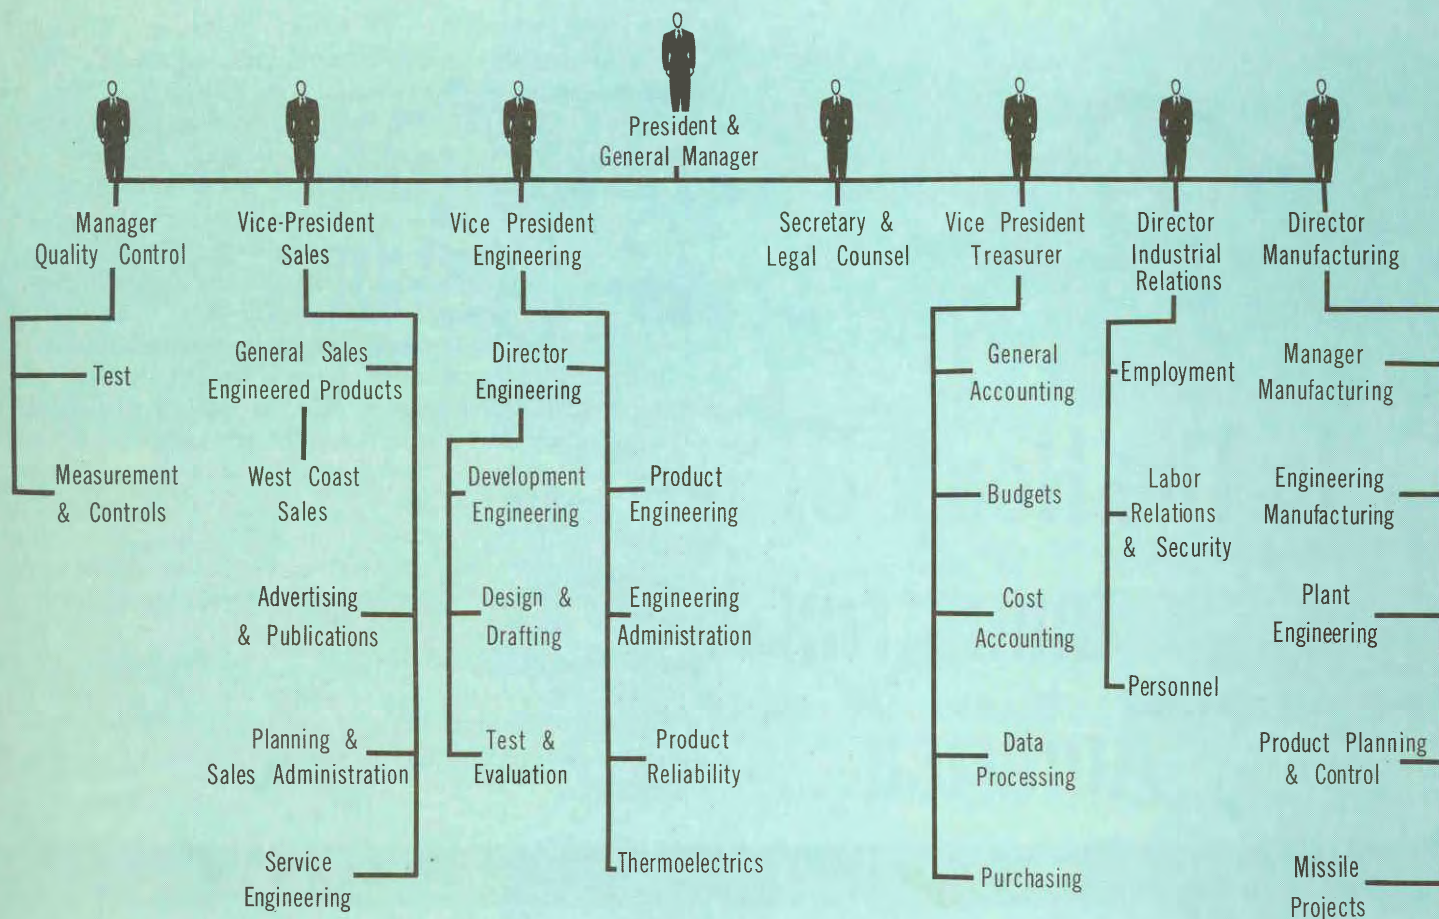 President &
General Manager
Manager
Quality Control
Vice-President
Sales
Vice President
Engineering
Secretary &
Legal Counsel
Vice President
Treasurer
Director
Industrial
Relations
Director
Manufacturing
Test
Measurement
& Controls
General Sales
Engineered Products
West Coast
Sales
Advertising
& Publications
Planning &
Sales Administration
Service
Engineering
Director
Engineering
Development
Engineering
Design &
Drafting
Test &
Evaluation
Product
Engineering
Engineering
Administration
Product
Reliability
Thermoelectrics
General
Accounting
Budgets
Cost
Accounting
Data
Processing
Purchasing
Employment
Labor
Relations
& Security
Personnel
Manager
Manufacturing
Engineering
Manufacturing
Plant
Engineering
Product Planning
& Control
Missile
Projects